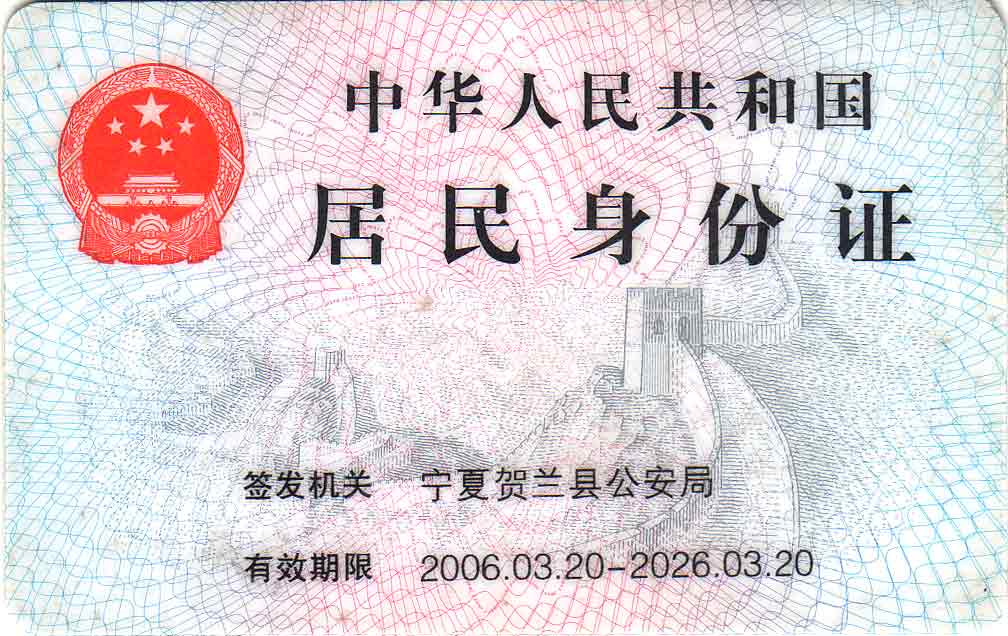 中华人民共和国
居民身份证
签发机关 宁夏贺兰县公安局
有效期限 2006.03.20-2026.03.20